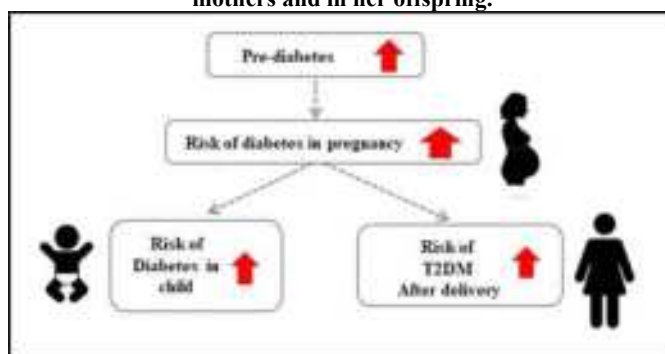 mothers and in her offspring.
Pre-diabetes
Risk of diabetes in pregnancy
Risk of
Diabetes in
child
Risk of
T2DM
After delivery